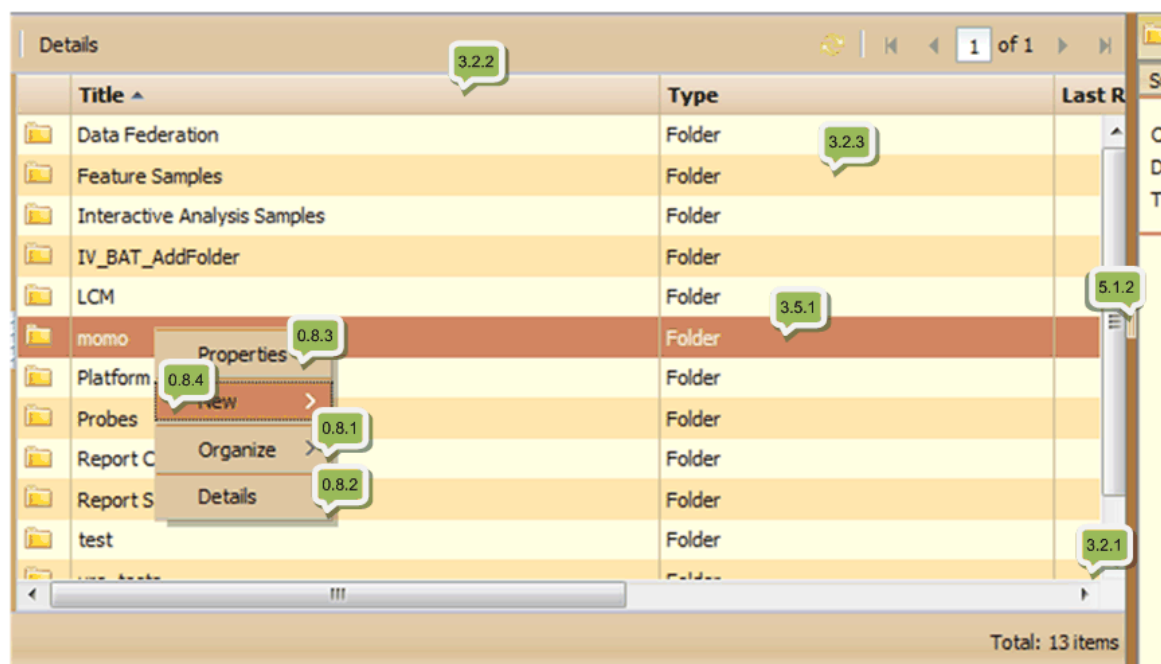 Details 1 of 1
3.2.2
Title Type Last R
Data Federation Folder
3.2.3
Feature Samples Folder
Interactive Analysis Samples Folder
IV_BAT_AddFolder Folder
LCM Folder
5.1.2
3.5.1
momo Folder
0.8.3
Properties
Platform Folder
0.8.4
New
Probes Folder
0.8.1
Organize
Report C Folder
0.8.2
Details
Report S Folder
test Folder
3.2.1
Total: 13 items